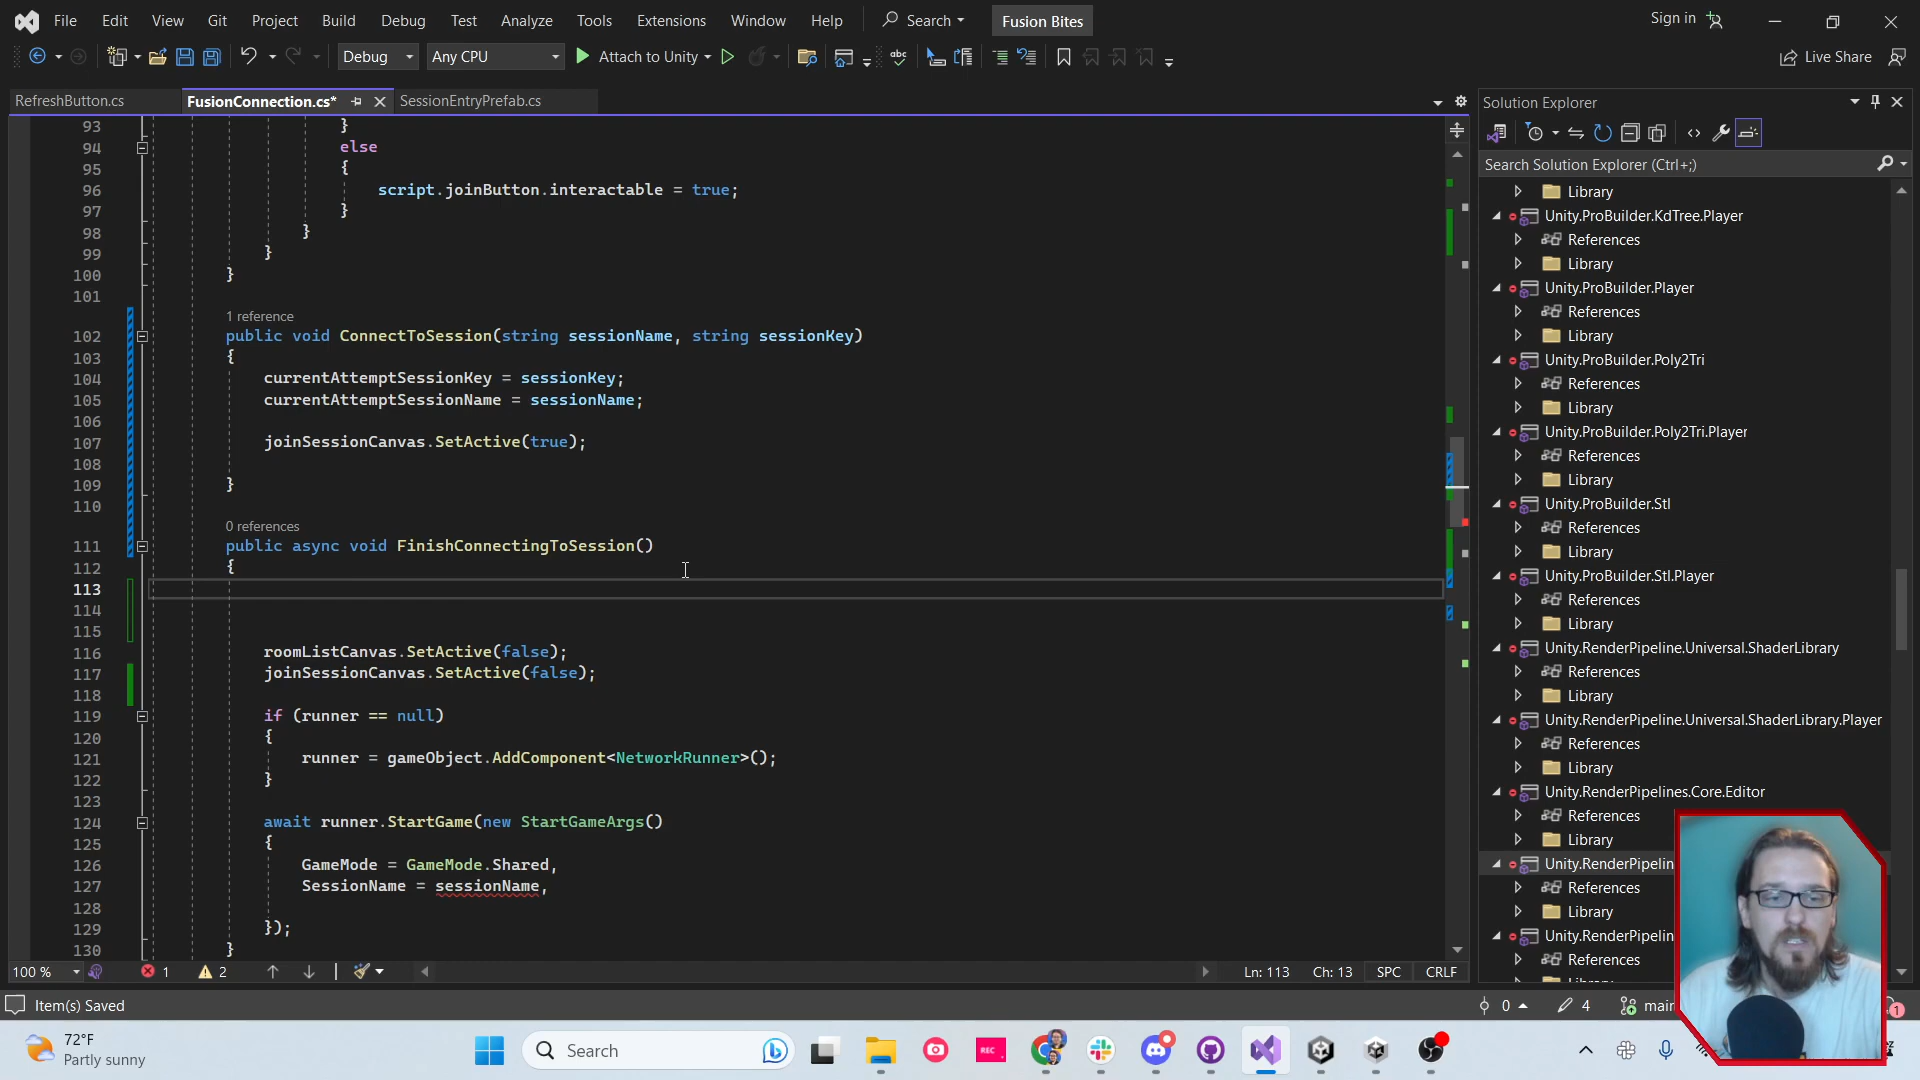 File Edit View Git Project Build Debug Test Analyze Tools Extensions Window Help Search Fusion Bites Sign in
Debug Any CPU Attach to Unity Live Share
RefreshButton.cs FusionConnection.cs* SessionEntryPrefab.cs
93 }
94 else
95 {
96 script.joinButton.interactable = true;
97 }
98 }
99 }
100 }
101
1 reference
102 public void ConnectToSession(string sessionName, string sessionKey)
103 {
104 currentAttemptSessionKey = sessionKey;
105 currentAttemptSessionName = sessionName;
106
107 joinSessionCanvas.SetActive(true);
108
109 }
110
0 references
111 public async void FinishConnectingToSession()
112 {
113
114
115
116 roomListCanvas.SetActive(false);
117 joinSessionCanvas.SetActive(false);
118
119 if (runner == null)
120 {
121 runner = gameObject.AddComponent<NetworkRunner>();
122 }
123
124 await runner.StartGame(new StartGameArgs()
125 {
126 GameMode = GameMode.Shared,
127 SessionName = sessionName,
128
129 });
130 }
100 % 1 2 Ln: 113 Ch: 13 SPC CRLF
Solution Explorer
Search Solution Explorer (Ctrl+;)
Library
Unity.ProBuilder.KdTree.Player
References
Library
Unity.ProBuilder.Player
References
Library
Unity.ProBuilder.Poly2Tri
References
Library
Unity.ProBuilder.Poly2Tri.Player
References
Library
Unity.ProBuilder.Stl
References
Library
Unity.ProBuilder.Stl.Player
References
Library
Unity.RenderPipeline.Universal.ShaderLibrary
References
Library
Unity.RenderPipeline.Universal.ShaderLibrary.Player
References
Library
Unity.RenderPipelines.Core.Editor
References
Library
Unity.RenderPipelin
References
Library
Unity.RenderPipelin
References
Item(s) Saved 0 4 main 1
72°F
Partly sunny
Search
REC